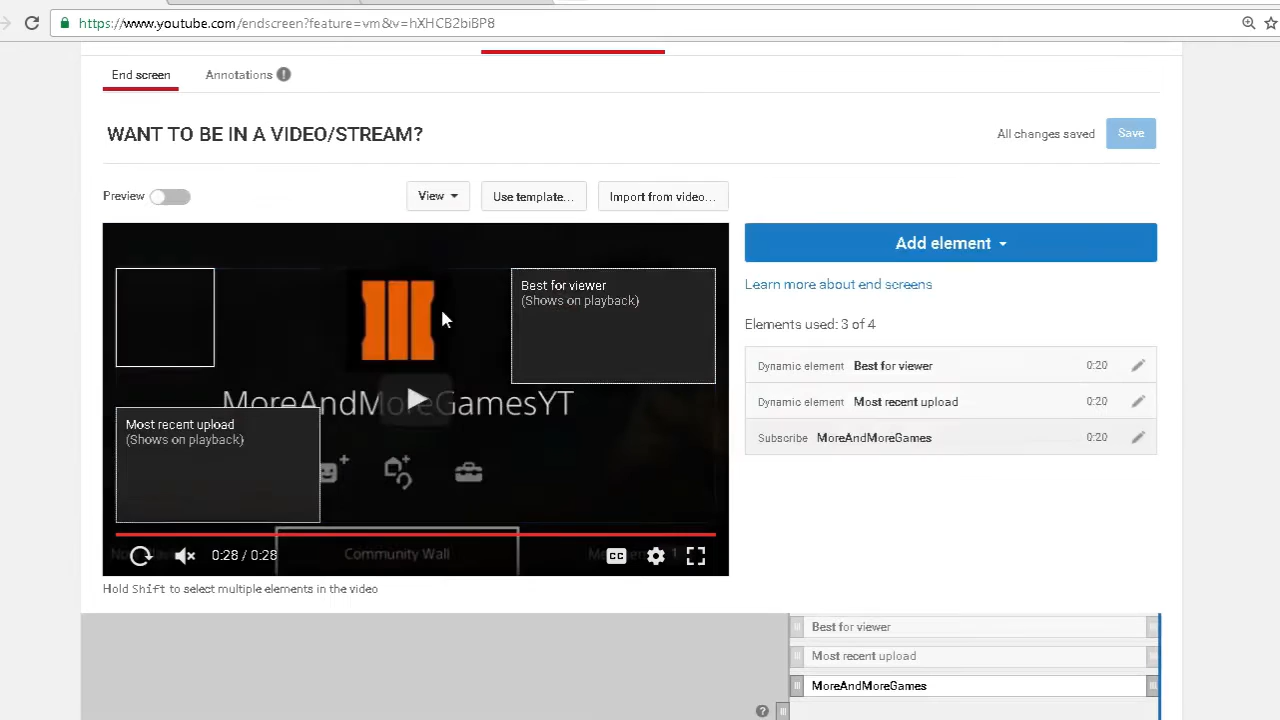 https://www.youtube.com/endscreen?feature=vm&v=hXHCB2biBP8
End screen
Annotations
WANT TO BE IN A VIDEO/STREAM?
All changes saved
Save
Preview
View
Use template...
Import from video...
Add element
Best for viewer
(Shows on playback)
Learn more about end screens
Elements used: 3 of 4
Dynamic element Best for viewer 0:20
Dynamic element Most recent upload 0:20
Subscribe MoreAndMoreGames 0:20
MoreAndMoreGamesYT
Most recent upload
(Shows on playback)
0:28 / 0:28
CC
Community Wall
1
Hold Shift to select multiple elements in the video
Best for viewer
Most recent upload
MoreAndMoreGames
?